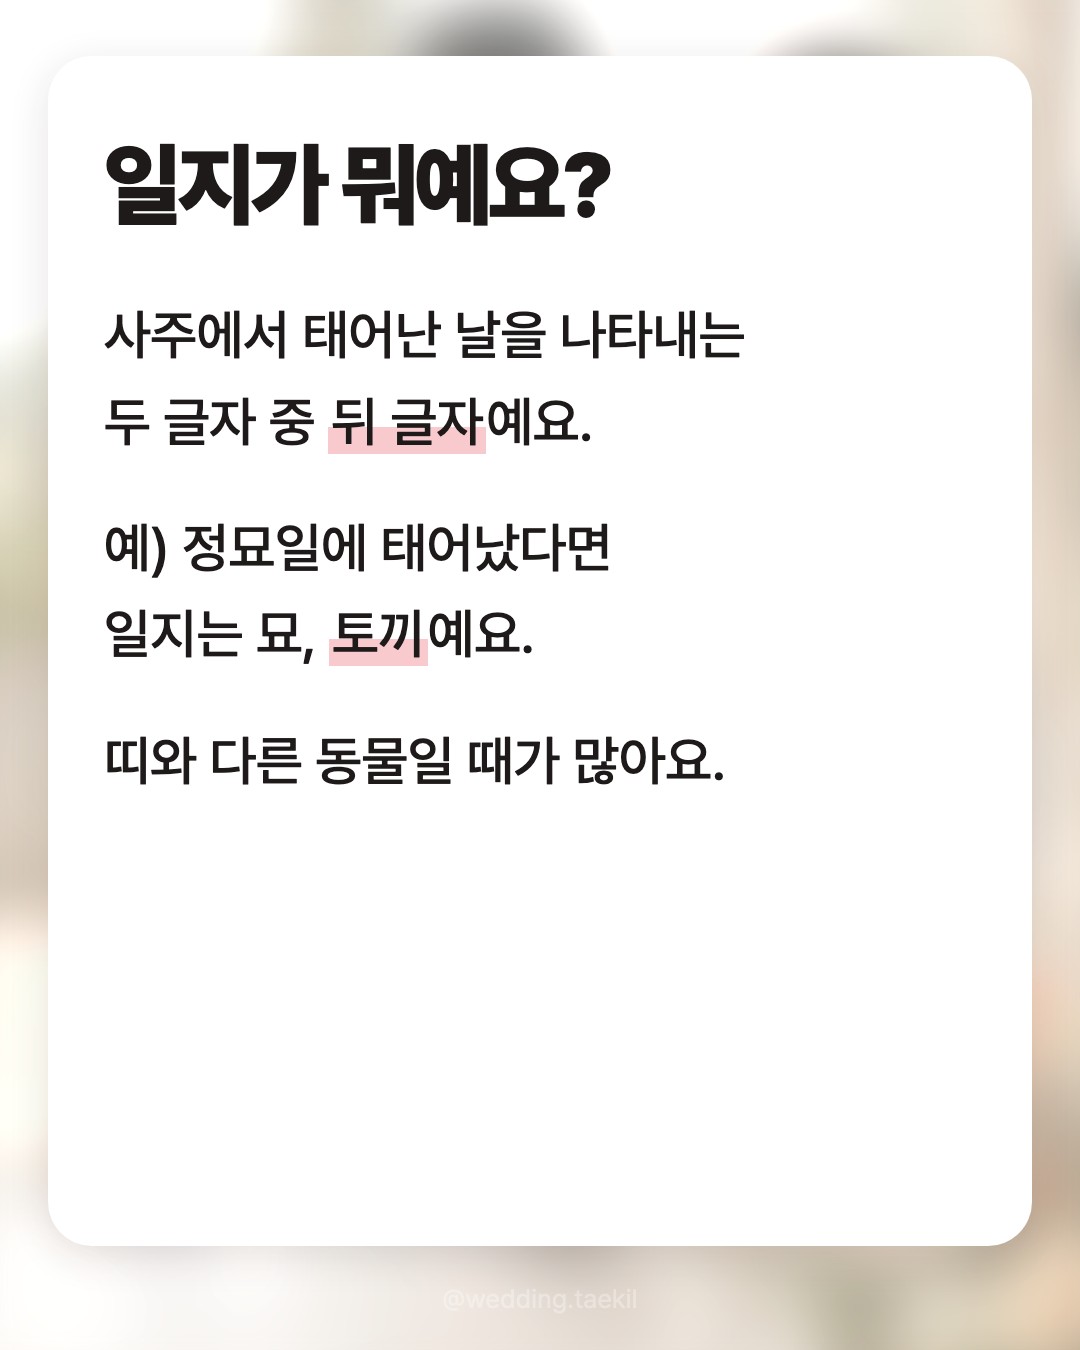 일지가 뭐예요?
사주에서 태어난 날을 나타내는
두 글자 중 뒤 글자예요.
예) 정묘일에 태어났다면
일지는 묘, 토끼예요.
띠와 다른 동물일 때가 많아요.
@wedding.taekil